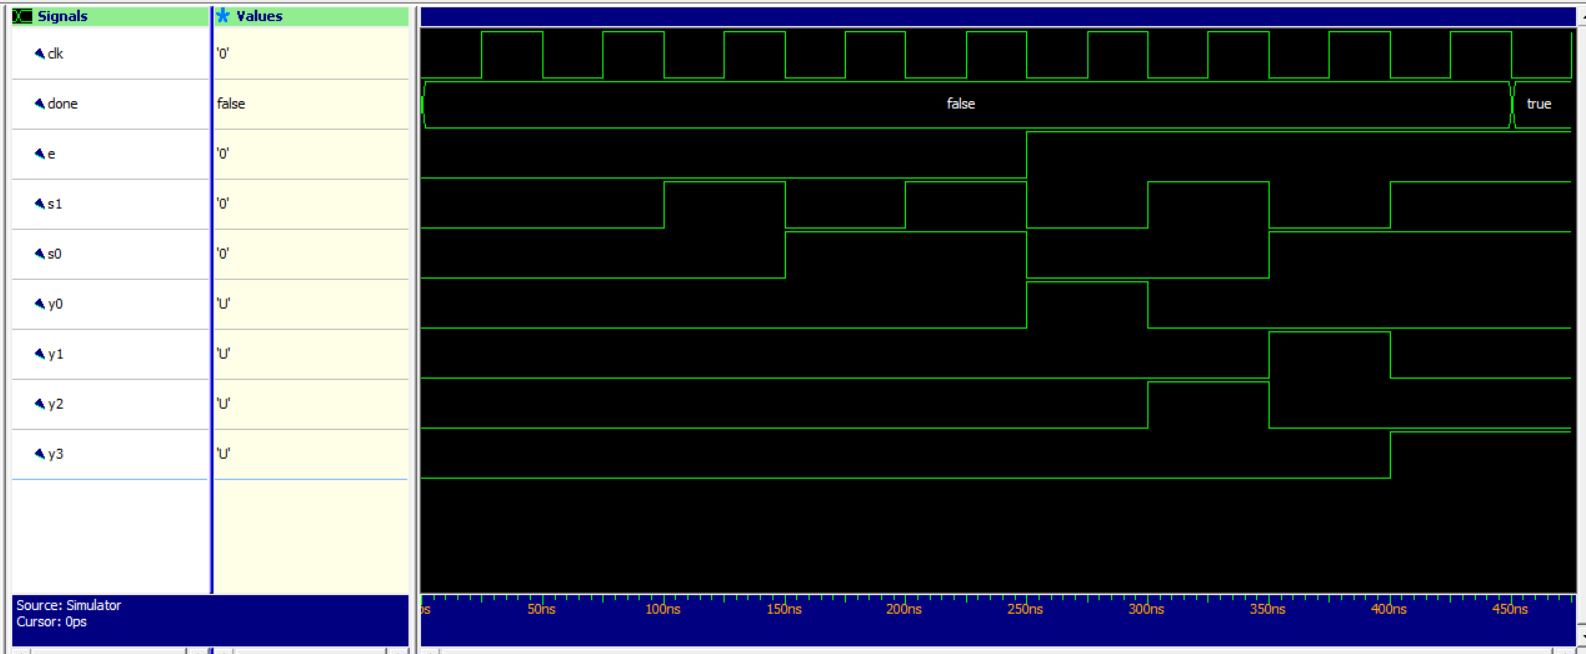 Signals Values
clk '0'
done false false true
e '0'
s1 '0'
s0 '0'
y0 'U'
y1 'U'
y2 'U'
y3 'U'
Source: Simulator
Cursor: 0ps
50ns 100ns 150ns 200ns 250ns 300ns 350ns 400ns 450ns